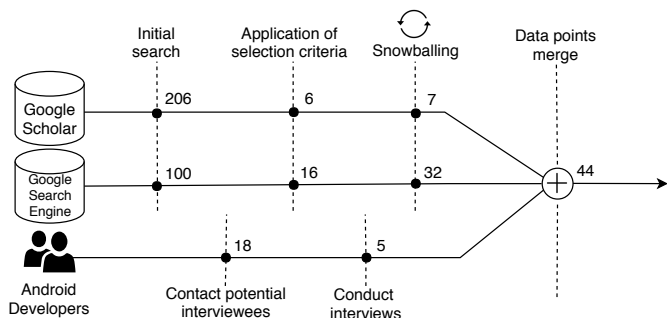 Initial
search
Application of
selection criteria
Snowballing
Data points
merge
Google
Scholar
206
6
7
Google
Search
Engine
100
16
32
44
18
5
Android
Developers
Contact potential
interviewees
Conduct
interviews